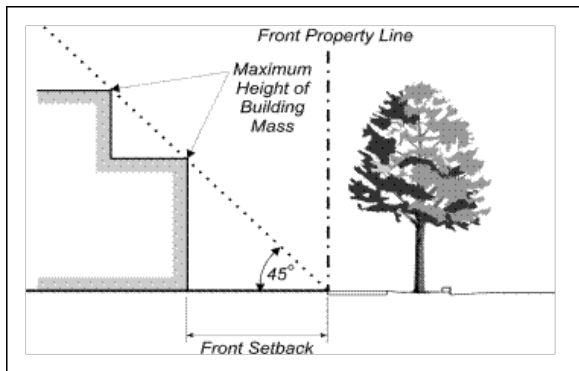 Front Property Line
Maximum
Height of
Building
Mass
45°
Front Setback